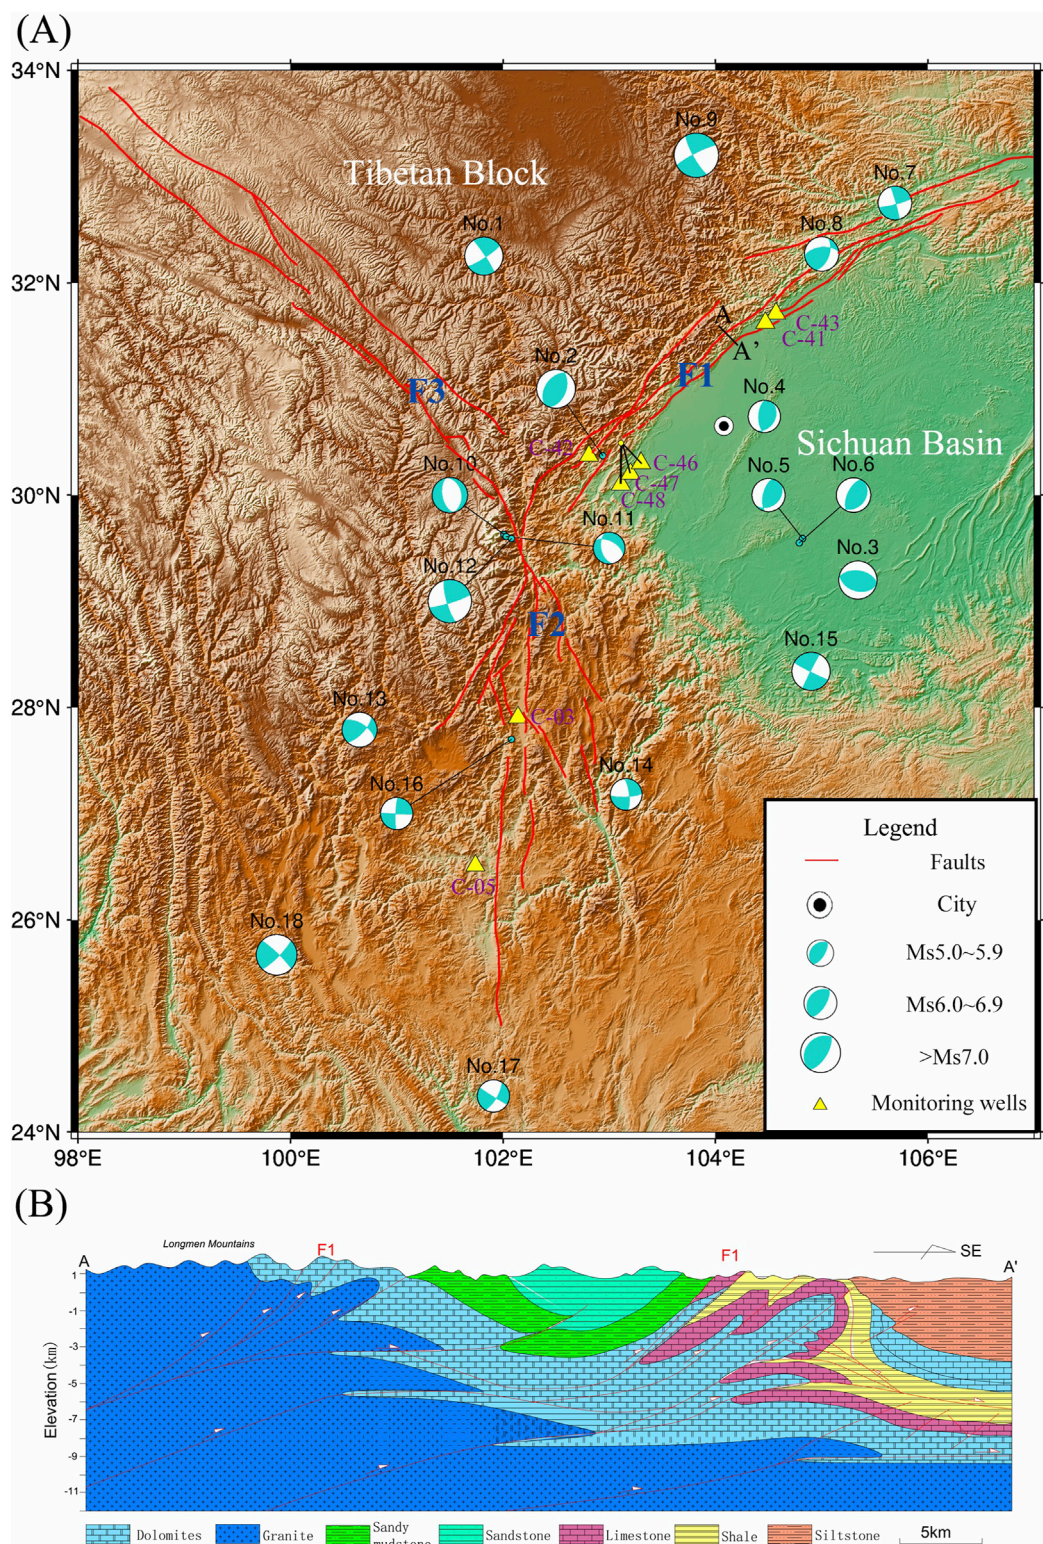 (A)
34°N
32°N
30°N
28°N
26°N
24°N
98°E
100°E
102°E
104°E
106°E
Tibetan Block
Sichuan Basin
No.9
No.7
No.1
No.8
A
A'
C-43
C-41
No.2
F1
F3
No.4
C-42
C-46
C-47
C-48
No.10
No.5
No.6
No.11
No.3
No.12
F2
No.15
No.13
C-03
No.16
No.14
C-05
No.18
No.17
Legend
Faults
City
Ms5.0~5.9
Ms6.0~6.9
>Ms7.0
Monitoring wells
(B)
Longmen Mountains
A
F1
F1
SE
A'
Elevation(km)
1
-1
-3
-5
-7
-9
-11
Dolomites
Granite
Sandy
mudstone
Sandstone
Limestone
Shale
Siltstone
5km